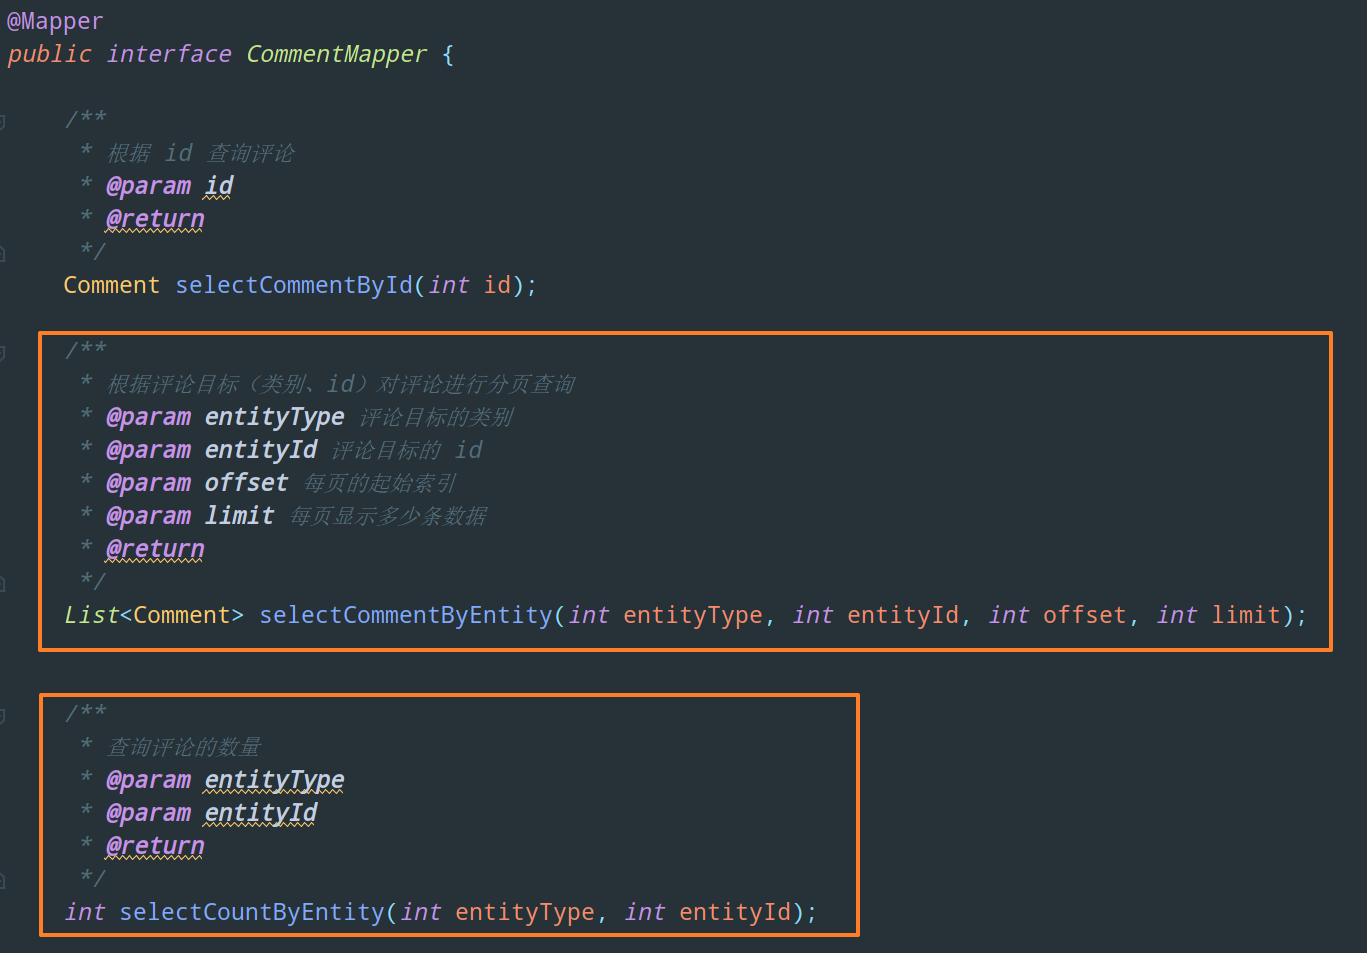 @Mapper
public interface CommentMapper {
/**
* 根据 id 查询评论
* @param id
* @return
*/
Comment selectCommentById(int id);
/**
* 根据评论目标（类别、id）对评论进行分页查询
* @param entityType 评论目标的类别
* @param entityId 评论目标的 id
* @param offset 每页的起始索引
* @param limit 每页显示多少条数据
* @return
*/
List<Comment> selectCommentByEntity(int entityType, int entityId, int offset, int limit);
/**
* 查询评论的数量
* @param entityType
* @param entityId
* @return
*/
int selectCountByEntity(int entityType, int entityId);